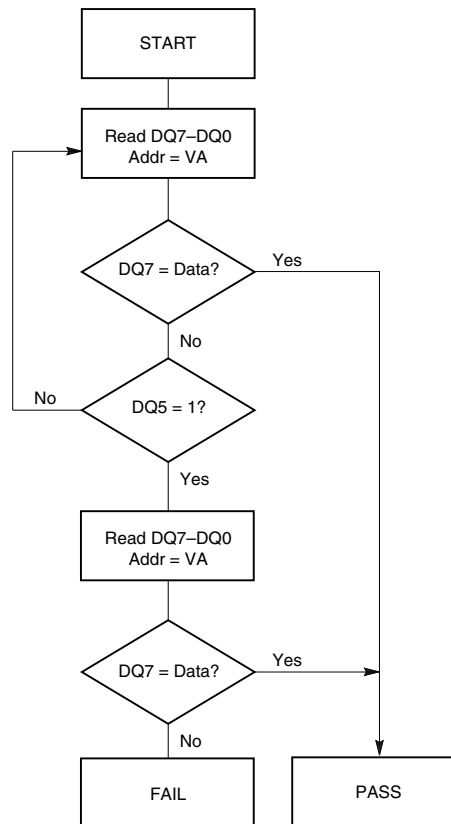 START
Read DQ7–DQ0
Addr = VA
DQ7 = Data?
Yes
No
No
DQ5 = 1?
Yes
Read DQ7–DQ0
Addr = VA
DQ7 = Data?
Yes
No
FAIL
PASS